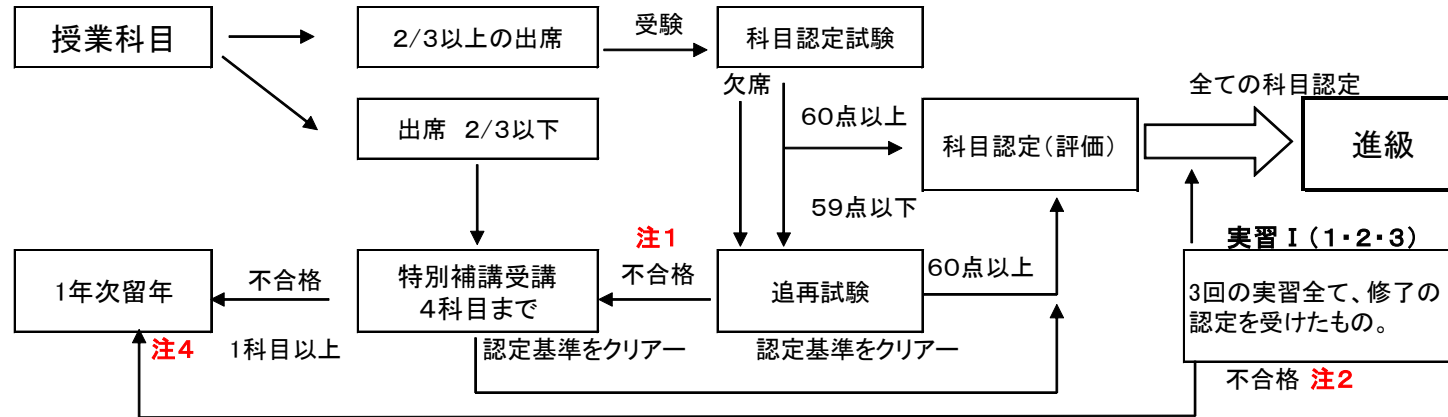 授業科目
2/3以上の出席
受験
科目認定試験
欠席
全ての科目認定
出席 2/3以下
60点以上
科目認定(評価)
進級
59点以下
注1
実習Ⅰ(1・2・3)
1年次留年
不合格
特別補講受講
4科目まで
不合格
追再試験
60点以上
3回の実習全て、修了の
認定を受けたもの。
注4
1科目以上
認定基準をクリアー
認定基準をクリアー
不合格 注2